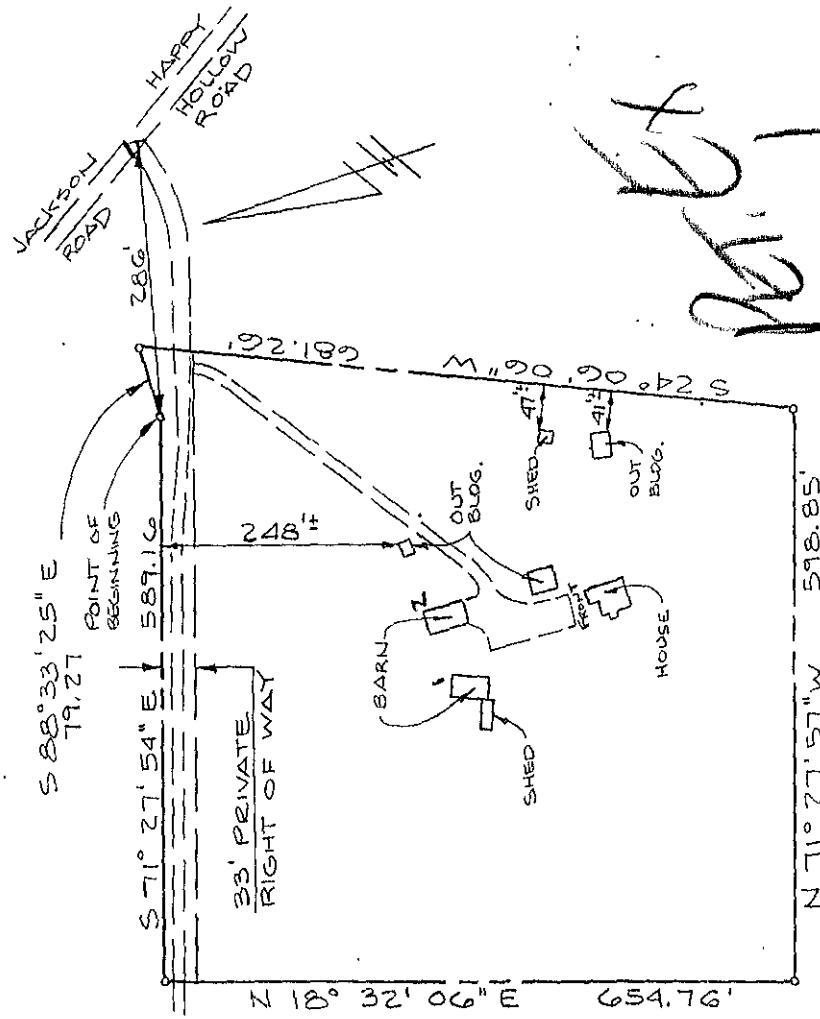 JACKSON
ROAD
HAPPY
HOLLOW
ROAD
286'
S 88° 33' 25" E
79.27
POINT OF
BEGINNING
S 71° 27' 54" E 589.16
33' PRIVATE
RIGHT OF WAY
248'±
681.26'
S 24° 06' 06" W
47'±
41'±
SHED
OUT
BLDG.
OUT
BLDG.
BARN
2
1
SHED
FRONT
HOUSE
N 18° 32' 06" E 654.76'
N 71° 27' 57" W 598.85'